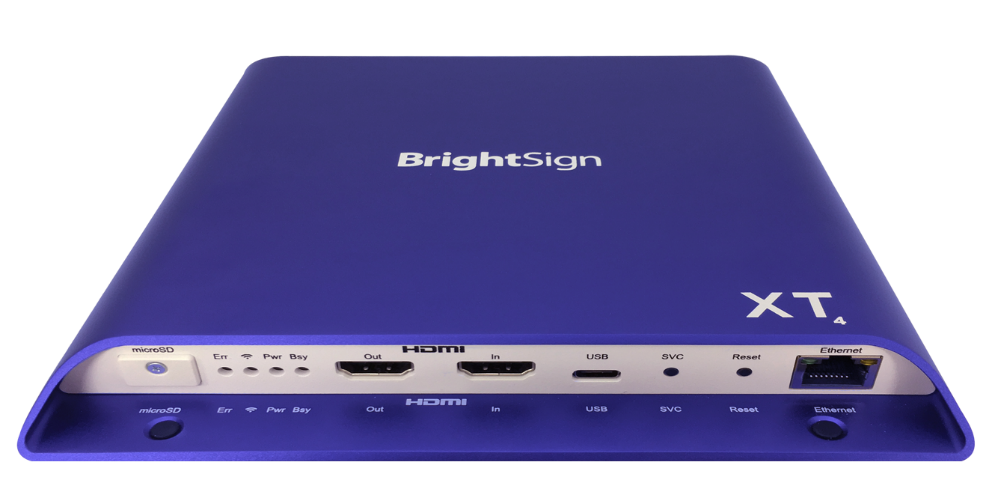 BrightSign
XT4
HDMI
microSD Err Pwr Bsy Out In USB SVC Reset Ethernet
HDMI
microSD Err Pwr Bsy Out In USB SVC Reset Ethernet